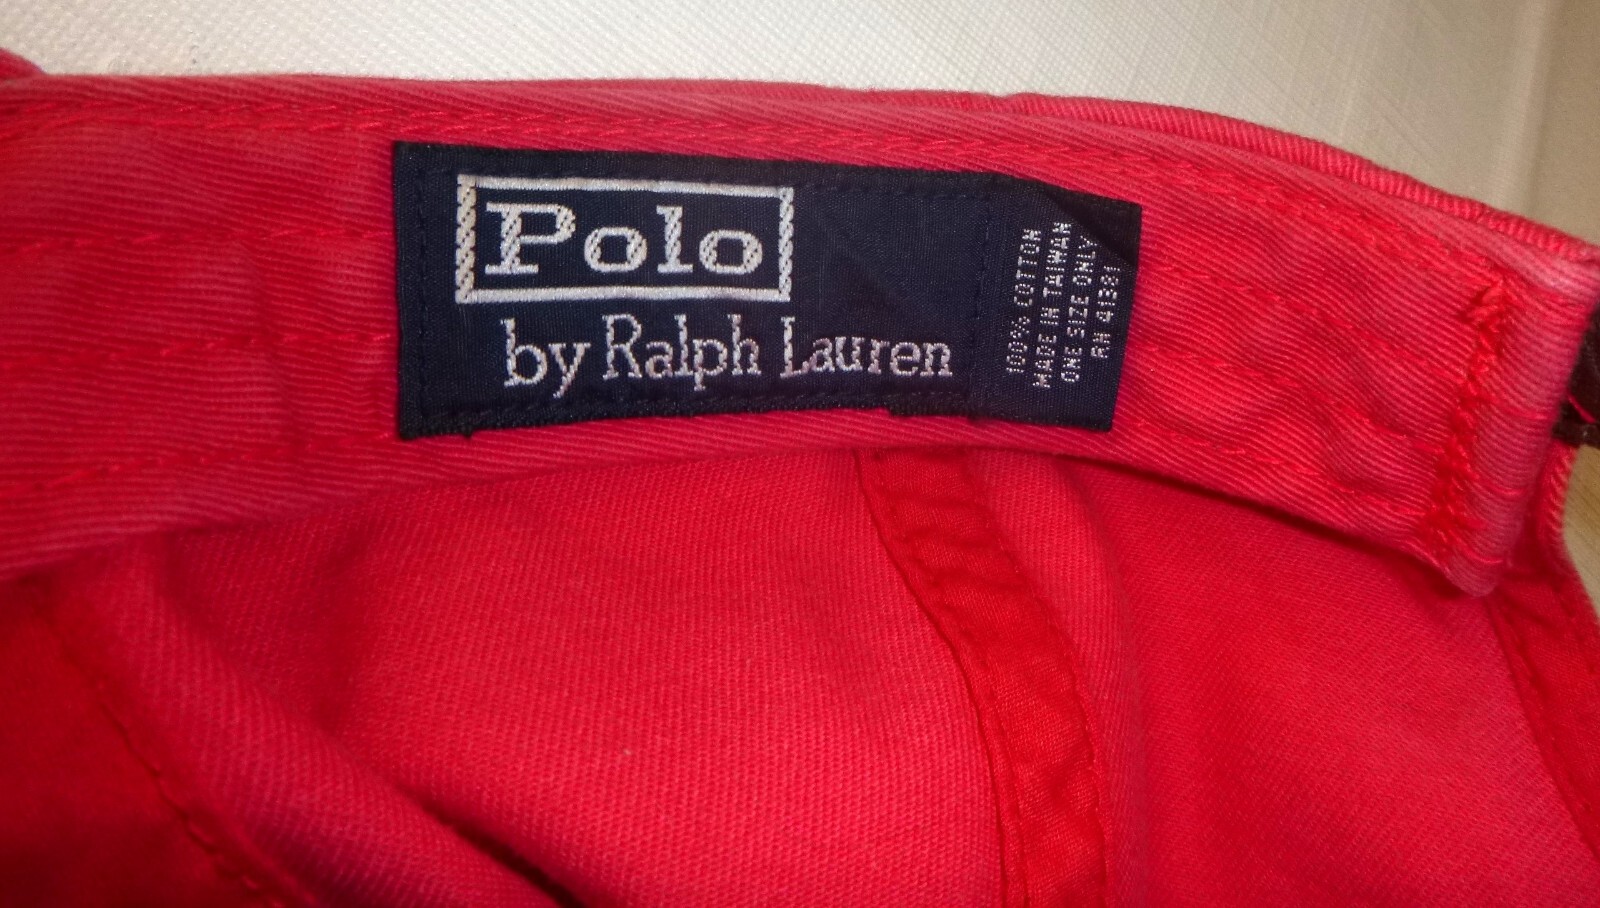 Polo
by Ralph Lauren
100% COTTON
MADE IN TAIWAN
ONE SIZE ONLY
RN 41381